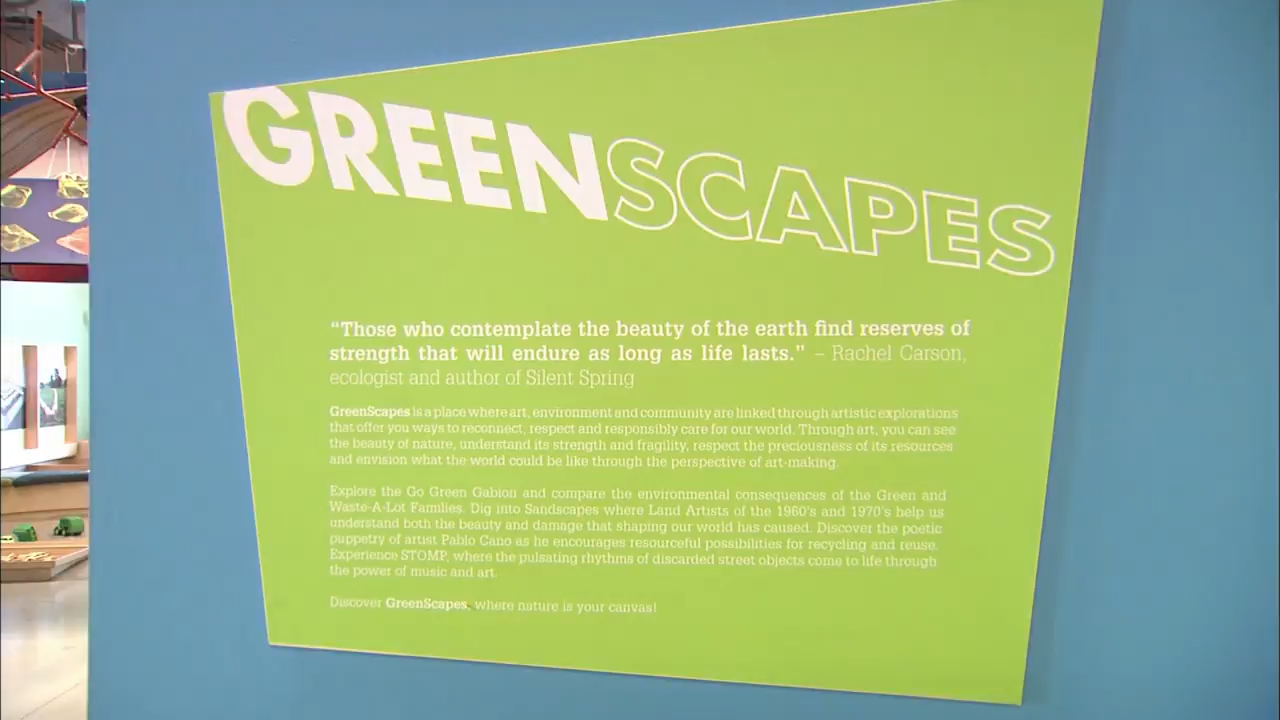 GREENSCAPES
“Those who contemplate the beauty of the earth find reserves of
strength that will endure as long as life lasts.” – Rachel Carson,
ecologist and author of Silent Spring
GreenScapes is a place where art, environment and community are linked through artistic explorations
that offer you ways to reconnect, respect and responsibly care for our world. Through art, you can see
the beauty of nature, understand its strength and fragility, respect the preciousness of its resources
and envision what the world could be like through the perspective of art-making.
Explore the Go Green Gabion and compare the environmental consequences of the Green and
Waste-A-Lot Families. Dig into Sandscapes where Land Artists of the 1960's and 1970's help us
understand both the beauty and damage that shaping our world has caused. Discover the poetic
puppetry of artist Pablo Cano as he encourages resourceful possibilities for recycling and reuse.
Experience STOMP, where the pulsating rhythms of discarded street objects come to life through
the power of music and art.
Discover GreenScapes, where nature is your canvas!